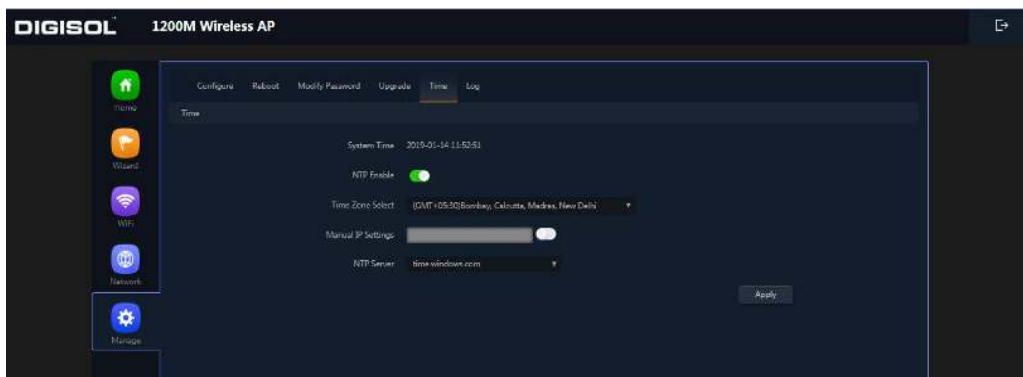 DIGISOL 1200M Wireless AP
Home
Wizard
WiFi
Network
Manage
Configure Reboot Modify Password Upgrade Time Log
Time
System Time 2019-01-14 11:52:51
NTP Enable
Time Zone Select (GMT+05:30)Bombay, Calcutta, Madras, New Delhi
Manual IP Settings
NTP Server time.windows.com
Apply